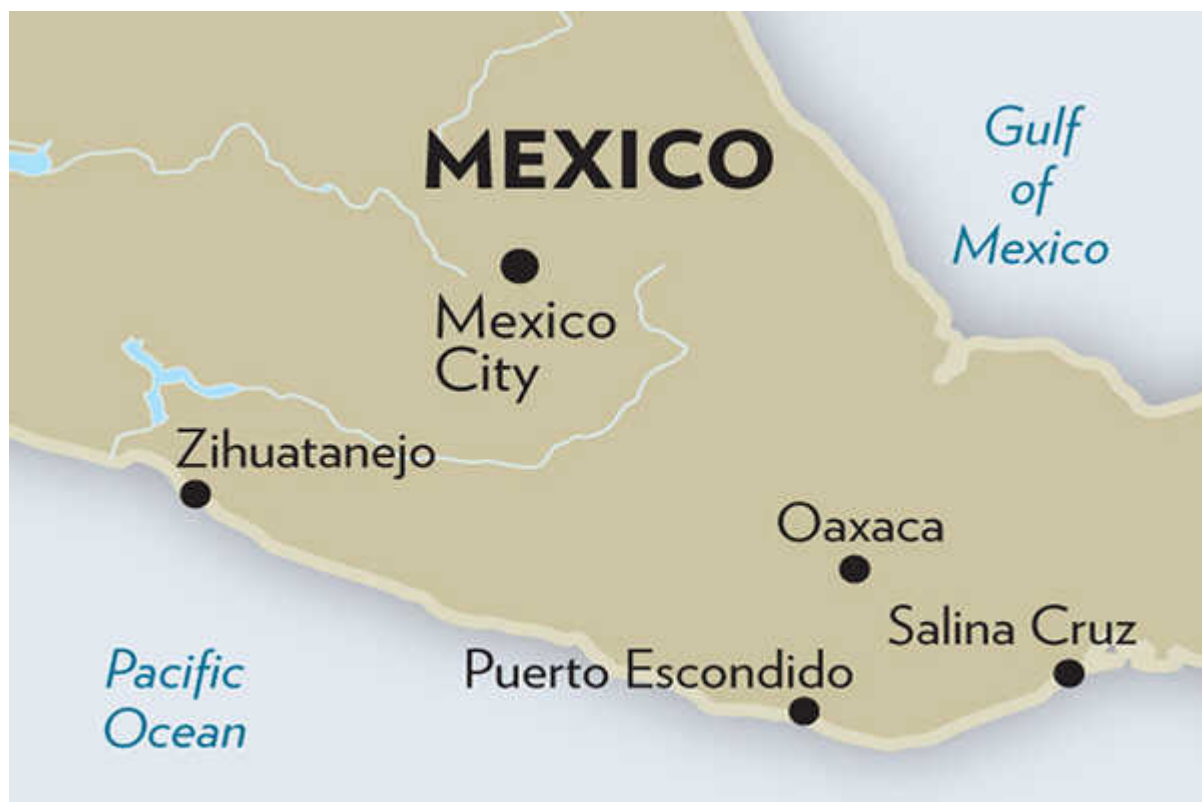 MEXICO
Gulf
of
Mexico
Mexico
City
Zihuatanejo
Oaxaca
Salina Cruz
Puerto Escondido
Pacific
Ocean